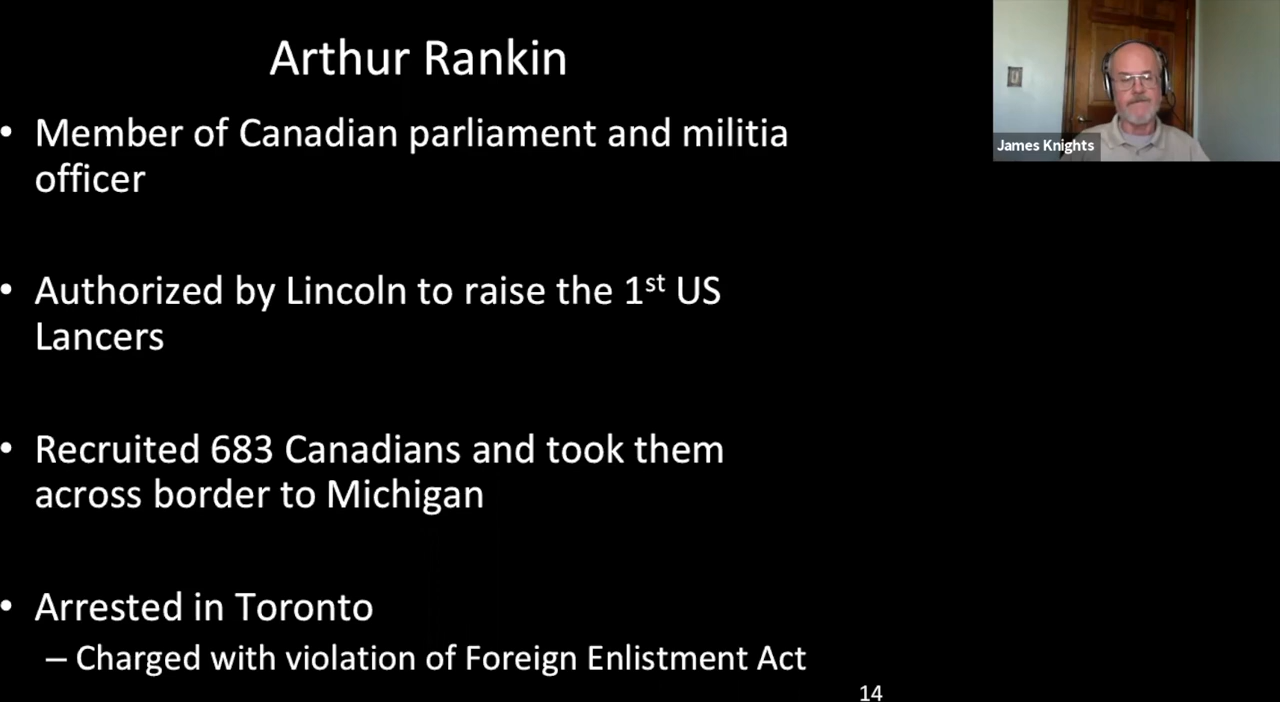 Arthur Rankin
• Member of Canadian parliament and militia
officer
• Authorized by Lincoln to raise the 1st US
Lancers
• Recruited 683 Canadians and took them
across border to Michigan
• Arrested in Toronto
– Charged with violation of Foreign Enlistment Act
14
James Knights